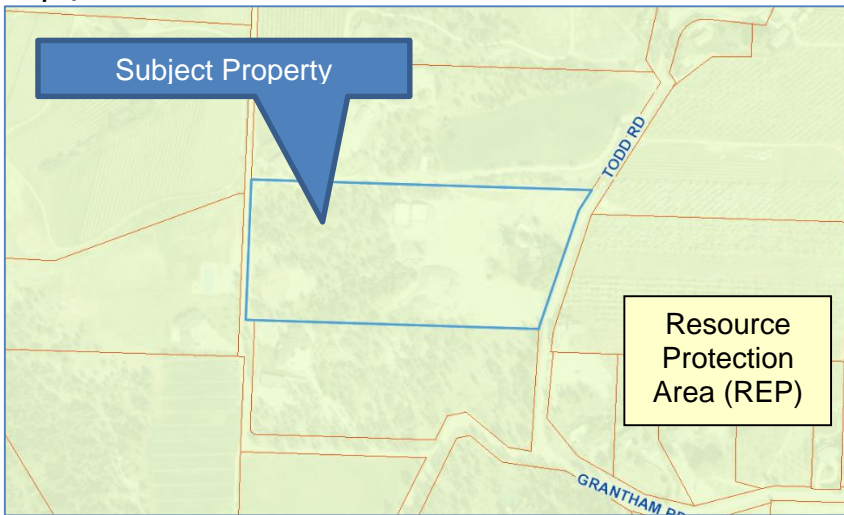 Subject Property
TODD RD
Resource
Protection
Area (REP)
GRANTHAM